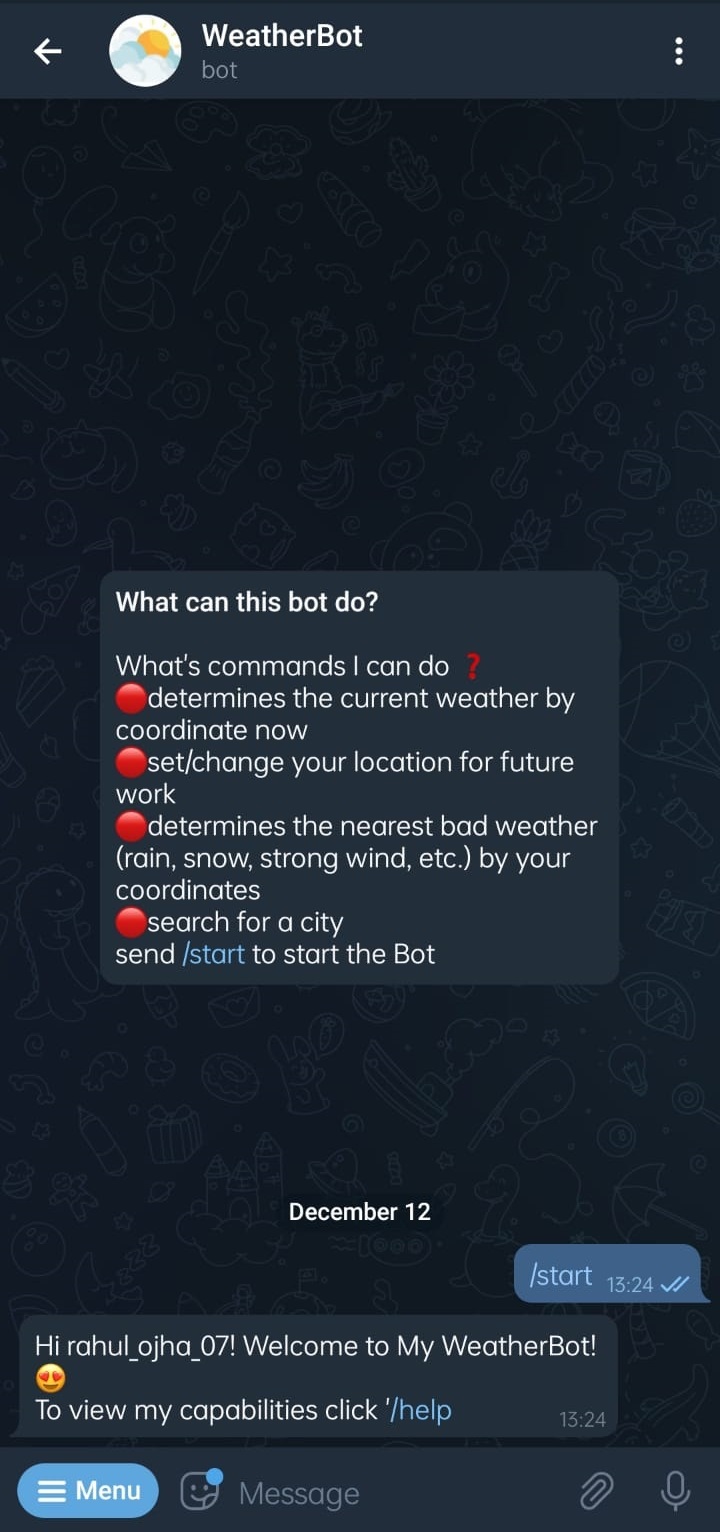 WeatherBot
bot
What can this bot do?
What's commands I can do ❓
🔴determines the current weather by
coordinate now
🔴set/change your location for future
work
🔴determines the nearest bad weather
(rain, snow, strong wind, etc.) by your
coordinates
🔴search for a city
send /start to start the Bot
December 12
/start 13:24
Hi rahul_ojha_07! Welcome to My WeatherBot!
😍
To view my capabilities click '/help 13:24
Menu Message